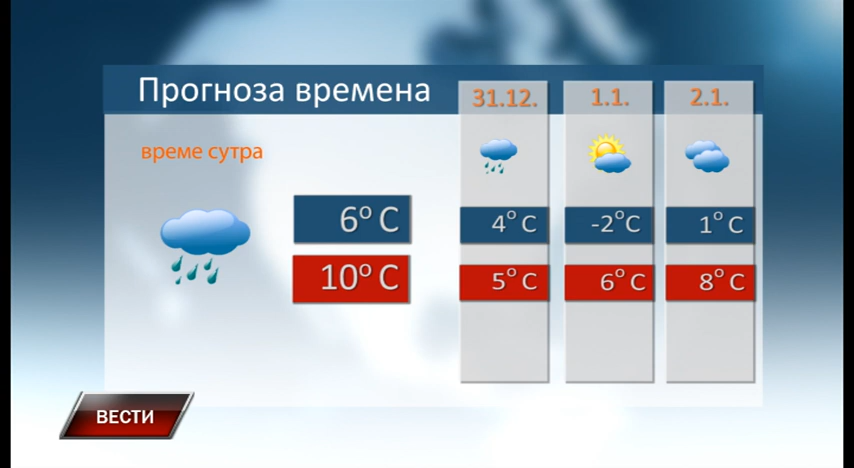 Прогноза времена
31.12.
1.1.
2.1.
време сутра
6° C
10° C
4° C
-2°C
1° C
5° C
6° C
8° C
ВЕСТИ